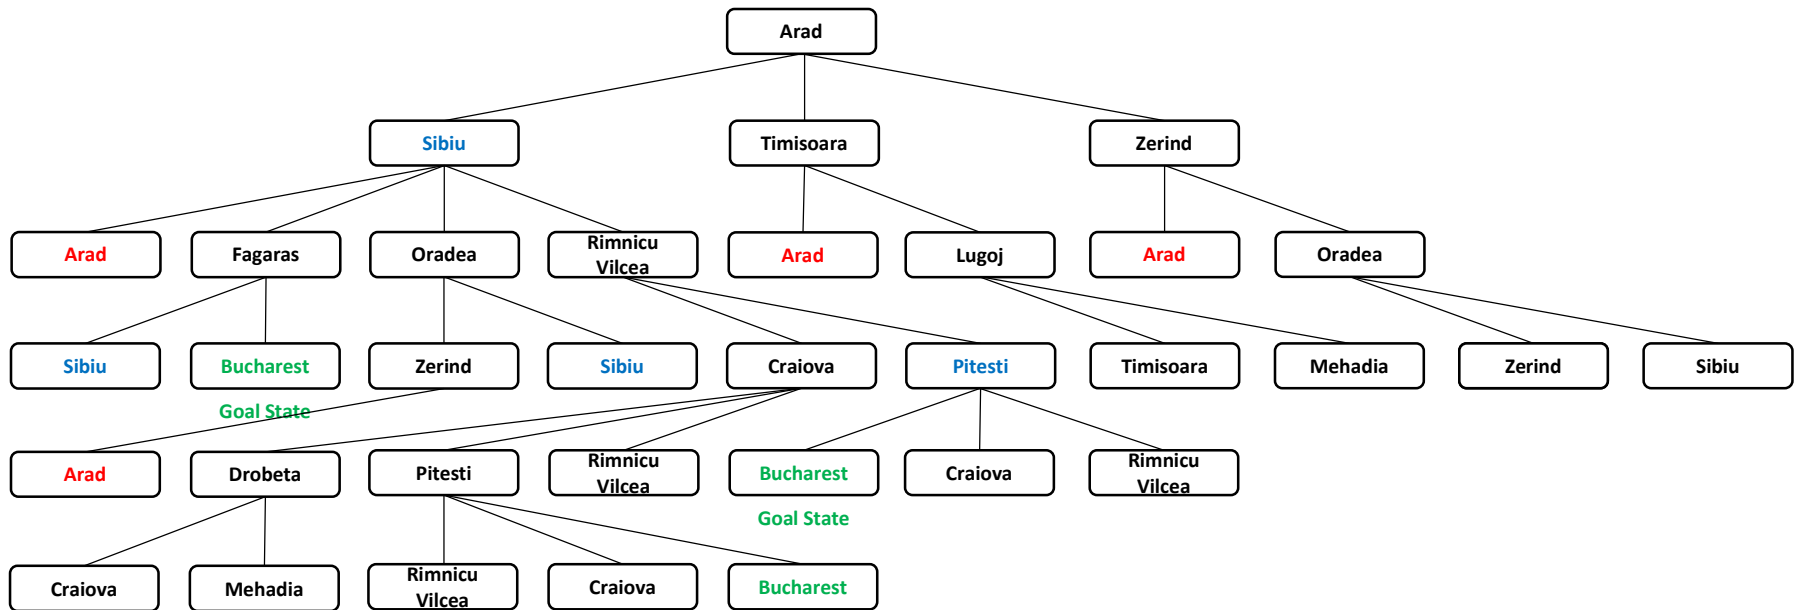 Arad
Sibiu
Timisoara
Zerind
Arad
Fagaras
Oradea
Rimnicu
Vilcea
Arad
Lugoj
Arad
Oradea
Sibiu
Bucharest
Zerind
Sibiu
Craiova
Pitesti
Timisoara
Mehadia
Zerind
Sibiu
Goal State
Arad
Drobeta
Pitesti
Rimnicu
Vilcea
Bucharest
Craiova
Rimnicu
Vilcea
Goal State
Craiova
Mehadia
Rimnicu
Vilcea
Craiova
Bucharest